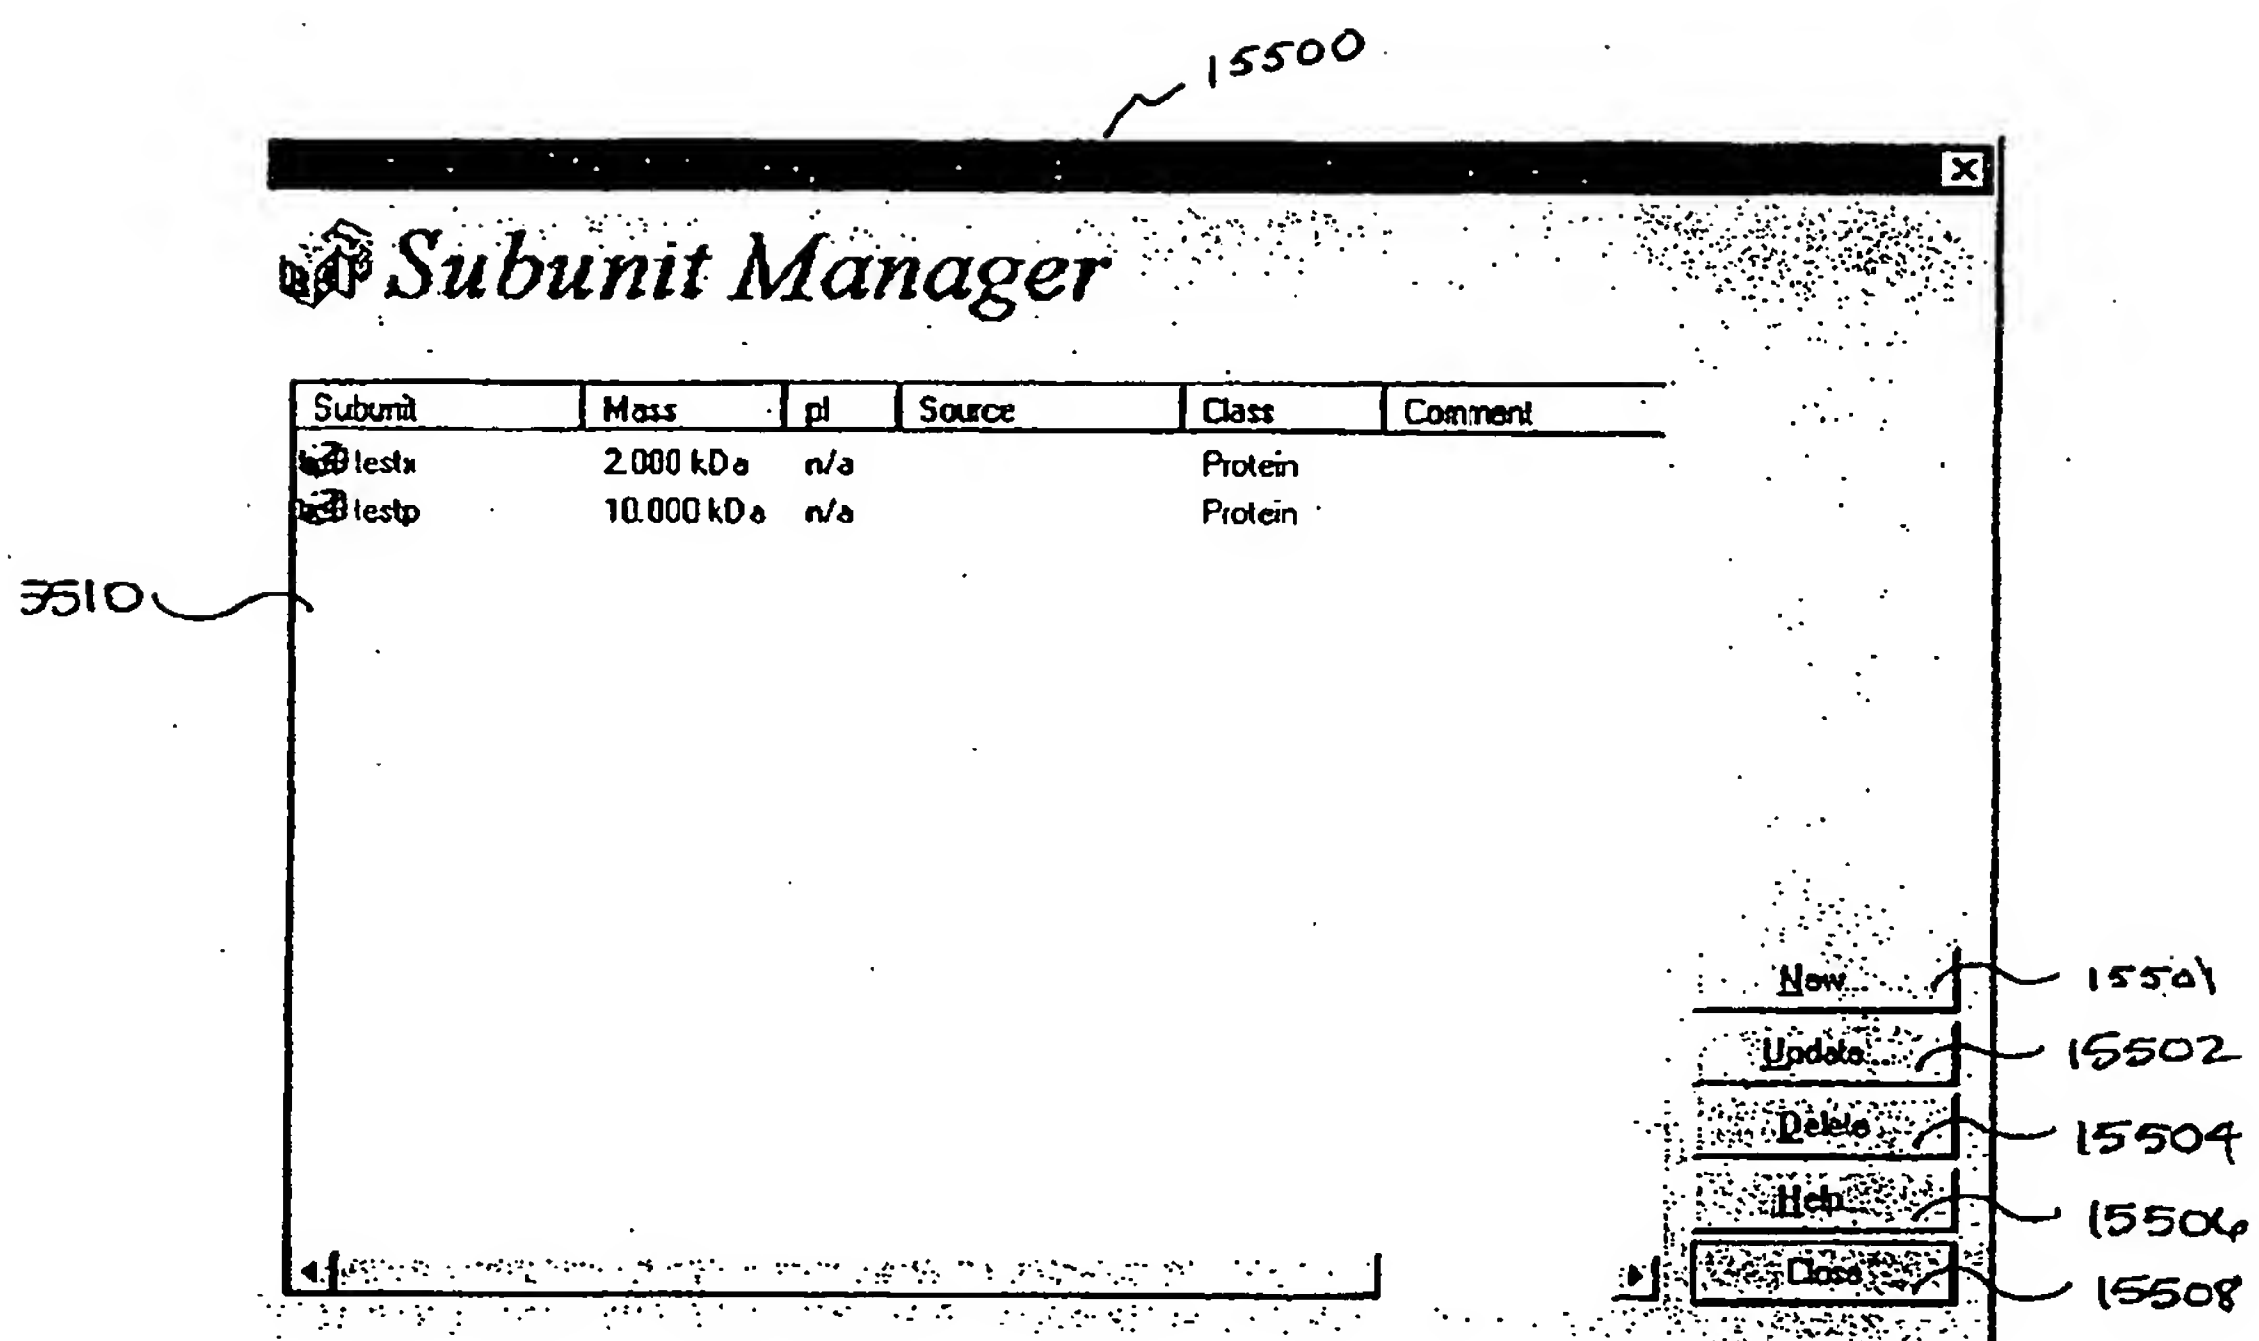 15500
Subunit Manager
Subunit Mass pI Source Class Comment
testx 2.000 kDa n/a Protein
testp 10.000 kDa n/a Protein
3510
New... 15501
Update... 15502
Delete 15504
Help... 15506
Close 15508